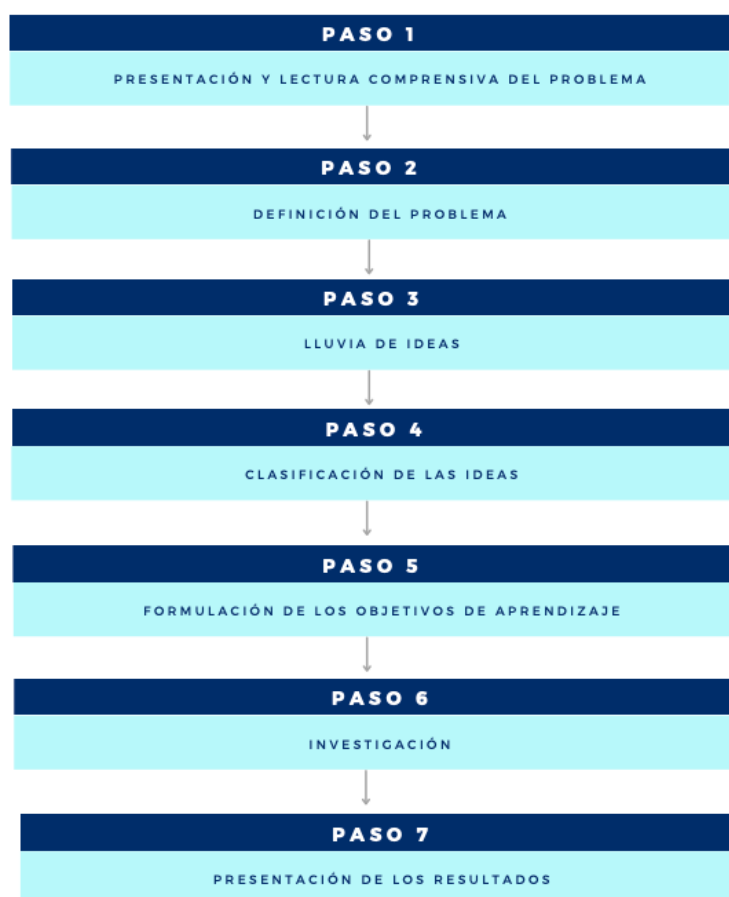 PASO 1
PRESENTACIÓN Y LECTURA COMPRENSIVA DEL PROBLEMA
PASO 2
DEFINICIÓN DEL PROBLEMA
PASO 3
LLUVIA DE IDEAS
PASO 4
CLASIFICACIÓN DE LAS IDEAS
PASO 5
FORMULACIÓN DE LOS OBJETIVOS DE APRENDIZAJE
PASO 6
INVESTIGACIÓN
PASO 7
PRESENTACIÓN DE LOS RESULTADOS